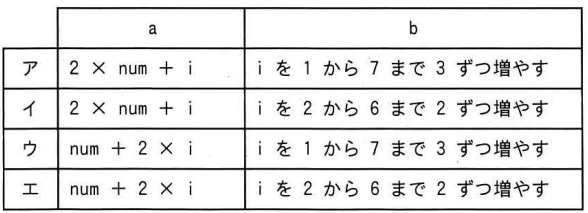 a b
ア 2 × num + i i を 1 から 7 まで 3 ずつ増やす
イ 2 × num + i i を 2 から 6 まで 2 ずつ増やす
ウ num + 2 × i i を 1 から 7 まで 3 ずつ増やす
エ num + 2 × i i を 2 から 6 まで 2 ずつ増やす